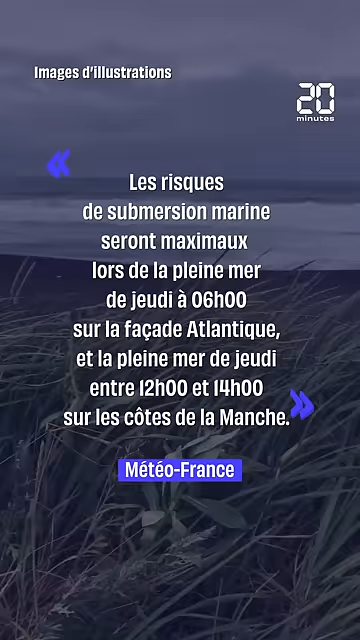 Images d’illustrations
20
minutes
«
Les risques
de submersion marine
seront maximaux
lors de la pleine mer
de jeudi à 06h00
sur la façade Atlantique,
et la pleine mer de jeudi
entre 12h00 et 14h00
sur les côtes de la Manche. »
Météo-France